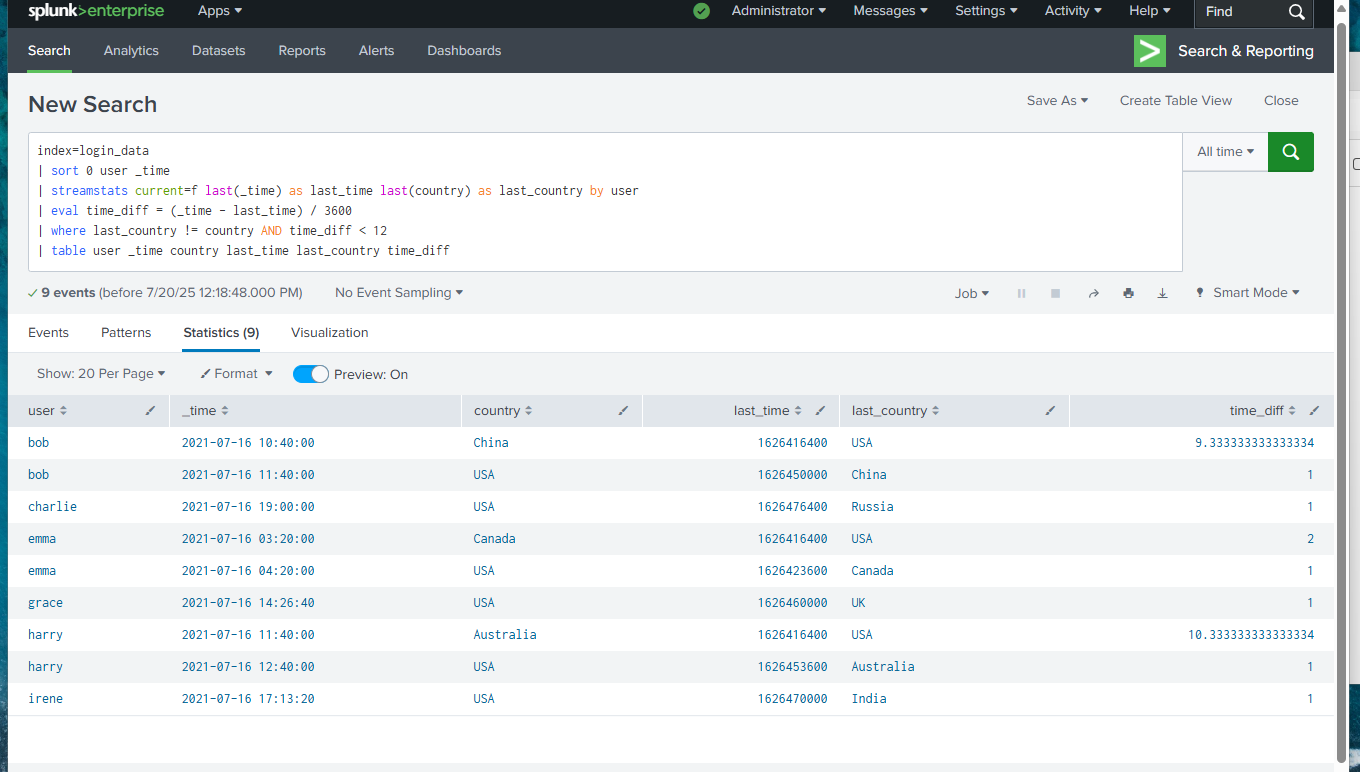 splunk>enterprise Apps Administrator Messages Settings Activity Help Find
Search Analytics Datasets Reports Alerts Dashboards Search & Reporting
New Search Save As Create Table View Close
index=login_data
| sort 0 user _time
| streamstats current=f last(_time) as last_time last(country) as last_country by user
| eval time_diff = (_time - last_time) / 3600
| where last_country != country AND time_diff < 12
| table user _time country last_time last_country time_diff
All time
9 events (before 7/20/25 12:18:48.000 PM) No Event Sampling Job Smart Mode
Events Patterns Statistics (9) Visualization
Show: 20 Per Page Format Preview: On
user _time country last_time last_country time_diff
bob 2021-07-16 10:40:00 China 1626416400 USA 9.333333333333334
bob 2021-07-16 11:40:00 USA 1626450000 China 1
charlie 2021-07-16 19:00:00 USA 1626476400 Russia 1
emma 2021-07-16 03:20:00 Canada 1626416400 USA 2
emma 2021-07-16 04:20:00 USA 1626423600 Canada 1
grace 2021-07-16 14:26:40 USA 1626460000 UK 1
harry 2021-07-16 11:40:00 Australia 1626416400 USA 10.333333333333334
harry 2021-07-16 12:40:00 USA 1626453600 Australia 1
irene 2021-07-16 17:13:20 USA 1626470000 India 1